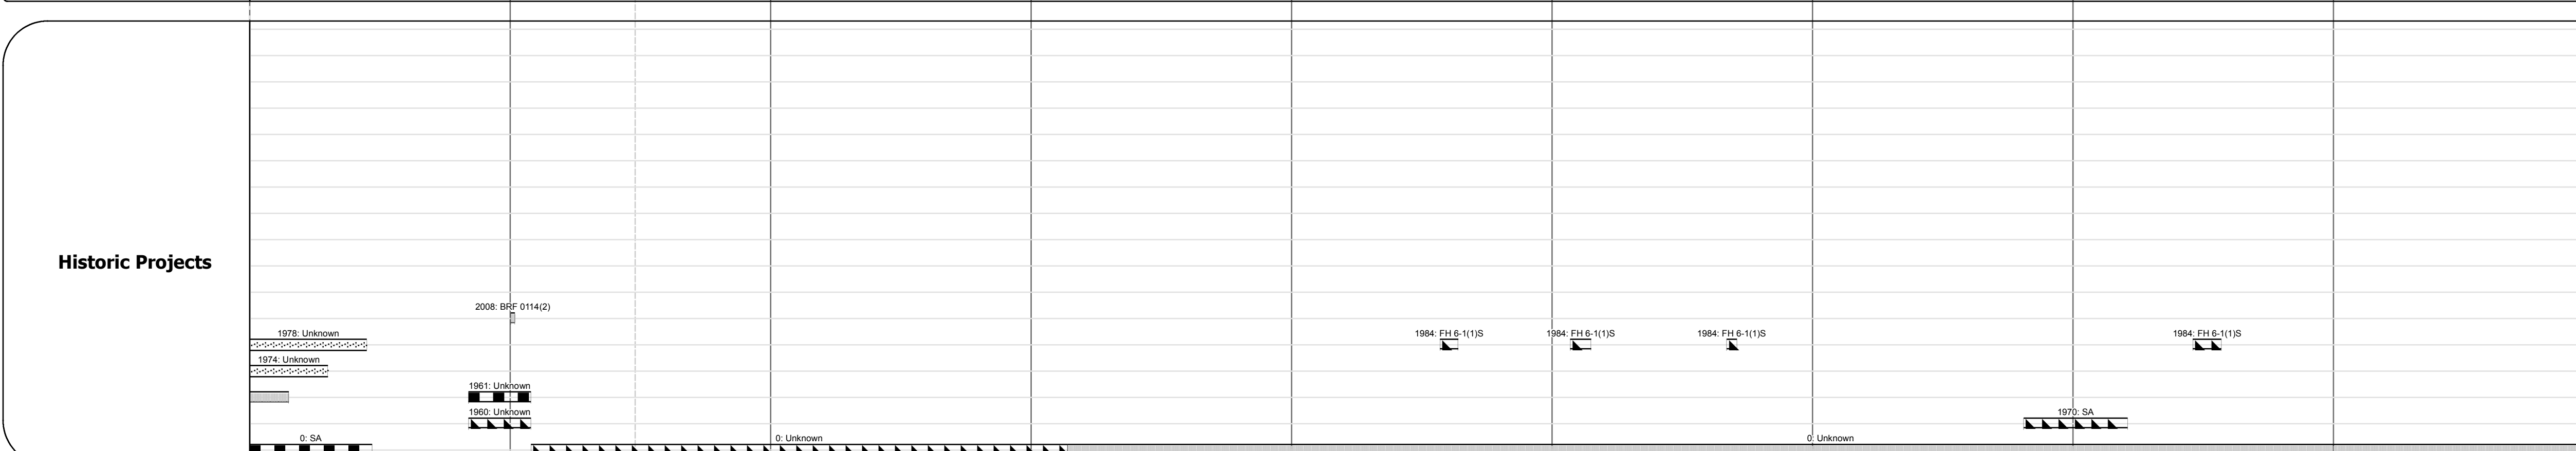 Historic Projects
2008: BRF 0114(2)
1978: Unknown
1984: FH 6-1(1)S
1984: FH 6-1(1)S
1984: FH 6-1(1)S
1984: FH 6-1(1)S
1974: Unknown
1961: Unknown
1960: Unknown
1970: SA
0: SA
0: Unknown
0: Unknown